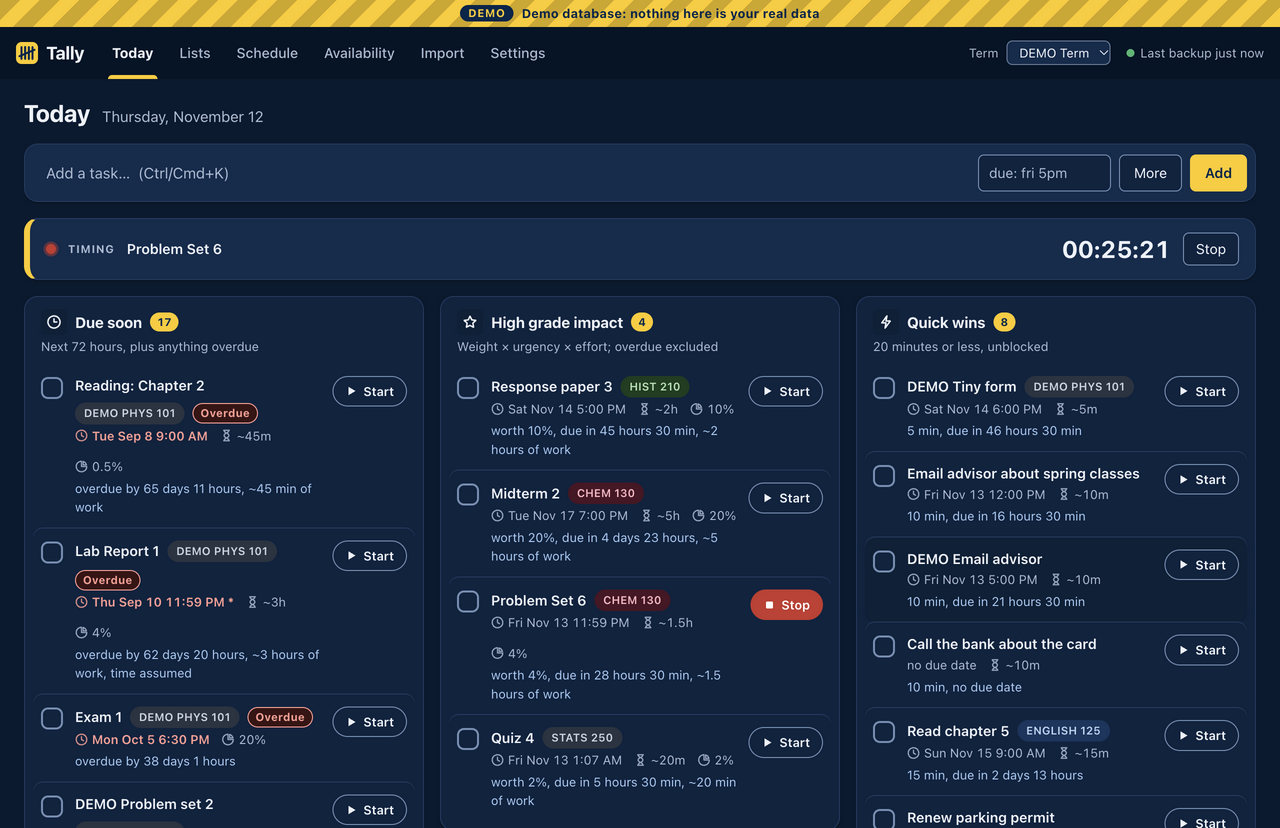 DEMO Demo database: nothing here is your real data
Tally Today Lists Schedule Availability Import Settings Term DEMO Term Last backup just now
Today Thursday, November 12
Add a task... (Ctrl/Cmd+K) due: fri 5pm More Add
TIMING Problem Set 6 00:25:21 Stop
Due soon 17
Next 72 hours, plus anything overdue
Reading: Chapter 2 Start
DEMO PHYS 101 Overdue
Tue Sep 8 9:00 AM ~45m
0.5%
overdue by 65 days 11 hours, ~45 min of
work
Lab Report 1 DEMO PHYS 101 Start
Overdue
Thu Sep 10 11:59 PM * ~3h
4%
overdue by 62 days 20 hours, ~3 hours of
work, time assumed
Exam 1 DEMO PHYS 101 Overdue Start
Mon Oct 5 6:30 PM 20%
overdue by 38 days 1 hours
DEMO Problem set 2 Start
High grade impact 4
Weight × urgency × effort; overdue excluded
Response paper 3 HIST 210 Start
Sat Nov 14 5:00 PM ~2h 10%
worth 10%, due in 45 hours 30 min, ~2
hours of work
Midterm 2 CHEM 130 Start
Tue Nov 17 7:00 PM ~5h 20%
worth 20%, due in 4 days 23 hours, ~5
hours of work
Problem Set 6 CHEM 130 Stop
Fri Nov 13 11:59 PM ~1.5h
4%
worth 4%, due in 28 hours 30 min, ~1.5
hours of work
Quiz 4 STATS 250 Start
Fri Nov 13 1:07 AM ~20m 2%
worth 2%, due in 5 hours 30 min, ~20 min
of work
Quick wins 8
20 minutes or less, unblocked
DEMO Tiny form DEMO PHYS 101 Start
Sat Nov 14 6:00 PM ~5m
5 min, due in 46 hours 30 min
Email advisor about spring classes Start
Fri Nov 13 12:00 PM ~10m
10 min, due in 16 hours 30 min
DEMO Email advisor Start
Fri Nov 13 5:00 PM ~10m
10 min, due in 21 hours 30 min
Call the bank about the card Start
no due date ~10m
10 min, no due date
Read chapter 5 ENGLISH 125 Start
Sun Nov 15 9:00 AM ~15m
15 min, due in 2 days 13 hours
Renew parking permit Start